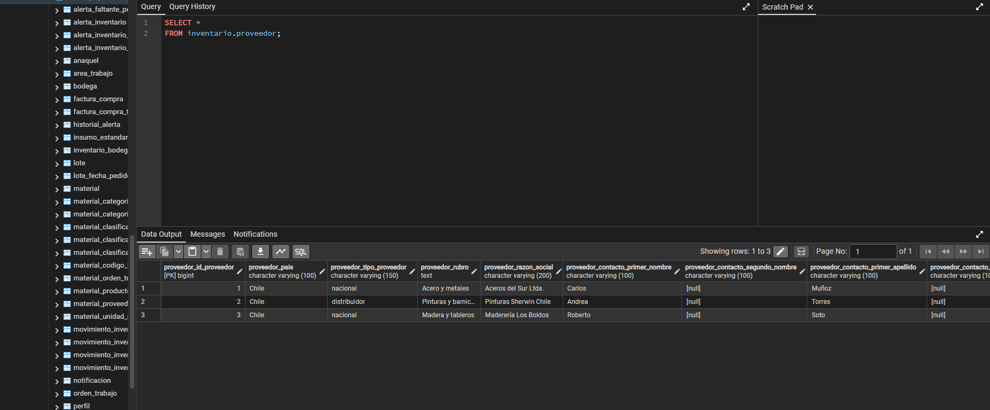 alerta_faltante_p
alerta_inventario
alerta_inventario_
alerta_inventario_
anaquel
area_trabajo
bodega
factura_compra
factura_compra_
historial_alerta
insumo_estandar
inventario_bodeg
lote
lote_fecha_pedid
material
material_categori
material_categori
material_clasifica
material_clasifica
material_clasifica
material_codigo_
material_orden_t
material_product
material_proveed
material_unidad_
movimiento_inve
movimiento_inve
movimiento_inve
movimiento_inve
notificacion
orden_trabajo
perfil
Query Query History
1 SELECT *
2 FROM inventario.proveedor;
Scratch Pad ×
Data Output Messages Notifications
SQL Showing rows: 1 to 3 Page No: 1 of 1
proveedor_id_proveedor proveedor_pais proveedor_tipo_proveedor proveedor_rubro proveedor_razon_social proveedor_contacto_primer_nombre proveedor_contacto_segundo_nombre proveedor_contacto_primer_apellido proveedor_contacto_
[PK] bigint character varying (100) character varying (150) text character varying (200) character varying (100) character varying (100) character varying (100) character varying (1
1 1 Chile nacional Acero y metales Aceros del Sur Ltda. Carlos [null] Muñoz [null]
2 2 Chile distribuidor Pinturas y barnic... Pinturas Sherwin Chile Andrea [null] Torres [null]
3 3 Chile nacional Madera y tableros Maderería Los Boldos Roberto [null] Soto [null]